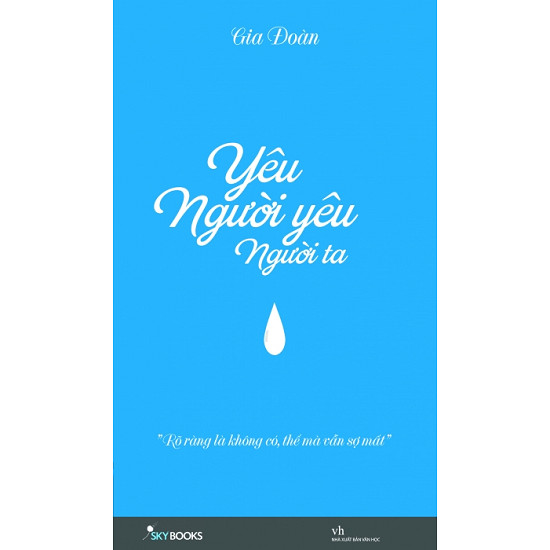 Gia Đoàn
Yêu
Người yêu
Người ta
"Rõ ràng là không có, thế mà vẫn sợ mất"
SKYBOOKS
vh
NHÀ XUẤT BẢN VĂN HỌC